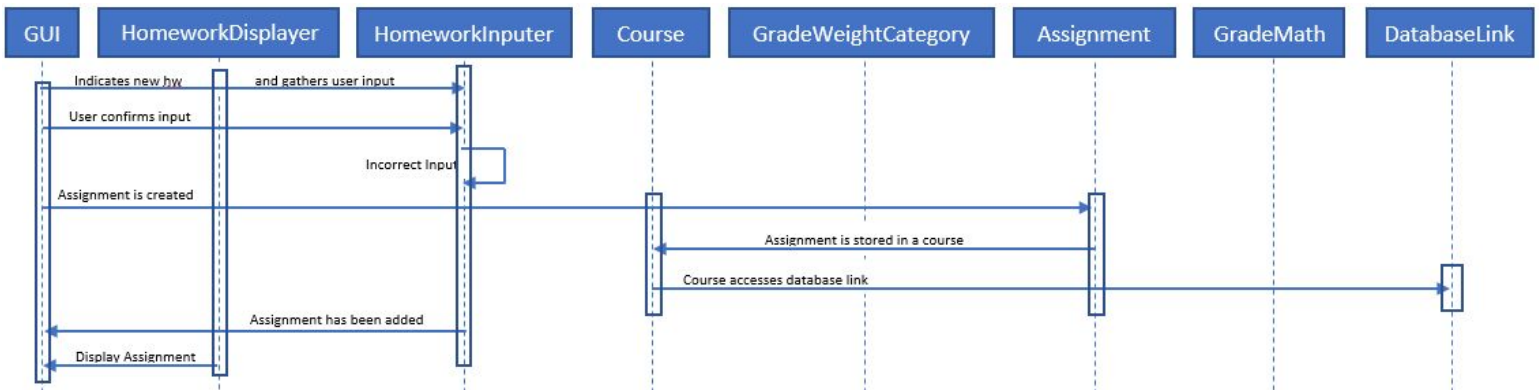 GUI
HomeworkDisplayer
HomeworkInputer
Course
GradeWeightCategory
Assignment
GradeMath
DatabaseLink
Indicates new hw and gathers user input
User confirms input
Incorrect Input
Assignment is created
Assignment is stored in a course
Course accesses database link
Assignment has been added
Display Assignment